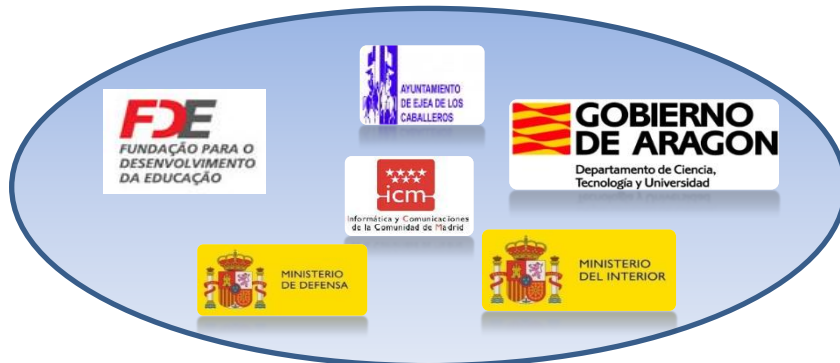 AYUNTAMIENTO
DE EJEA DE LOS
CABALLEROS
FDE
FUNDAÇÃO PARA O
DESENVOLVIMENTO
DA EDUCAÇÃO
GOBIERNO
DE ARAGON
Departamento de Ciencia,
Tecnología y Universidad
icm
Informática y Comunicaciones
de la Comunidad de Madrid
MINISTERIO
DE DEFENSA
MINISTERIO
DEL INTERIOR